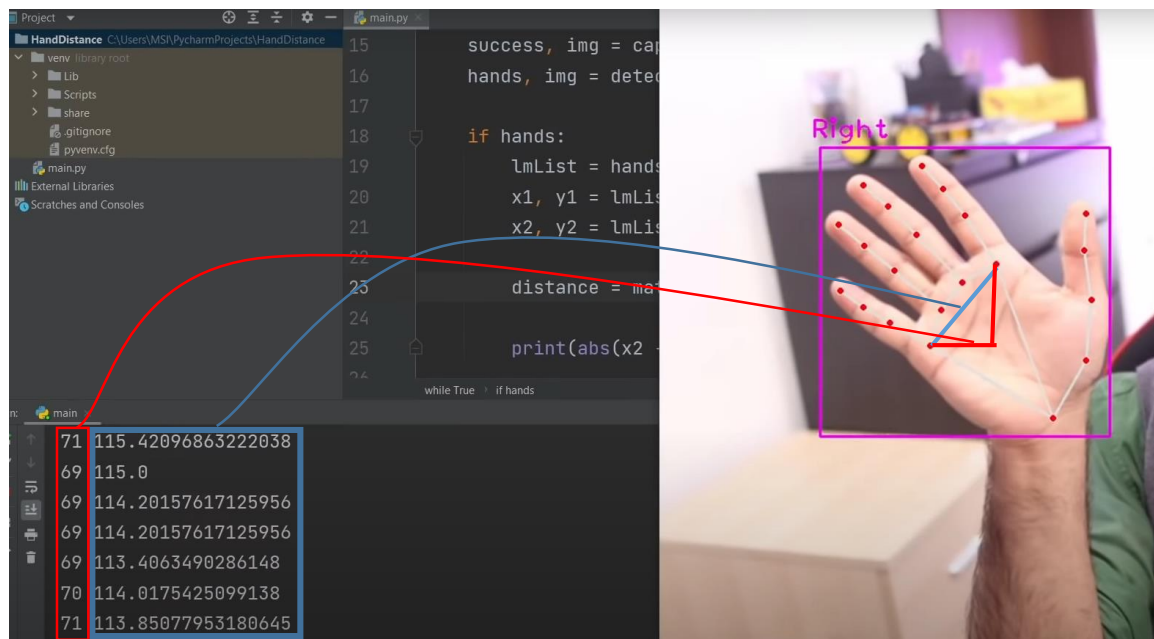 Project
HandDistance C:\Users\MSI\PycharmProjects\HandDistance
venv library root
Lib
Scripts
share
.gitignore
pyvenv.cfg
main.py
External Libraries
Scratches and Consoles
main.py
15 success, img = cap
16 hands, img = detec
17
18 if hands:
19 lmList = hands
20 x1, y1 = lmLis
21 x2, y2 = lmLis
22
23 distance = mat
24
25 print(abs(x2 -
26
while True if hands
n: main
71 115.42096863222038
69 115.0
69 114.20157617125956
69 114.20157617125956
69 113.4063490286148
70 114.0175425099138
71 113.85077953180645
Right